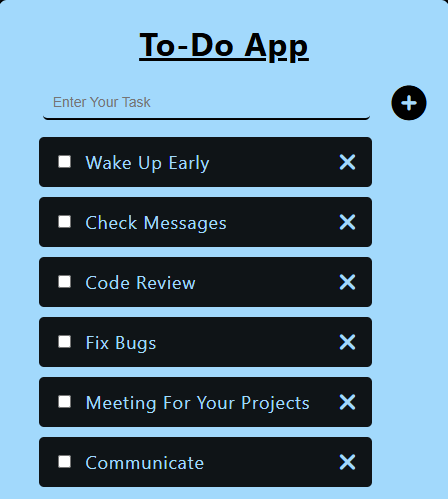 To-Do App
Enter Your Task
Wake Up Early
Check Messages
Code Review
Fix Bugs
Meeting For Your Projects
Communicate